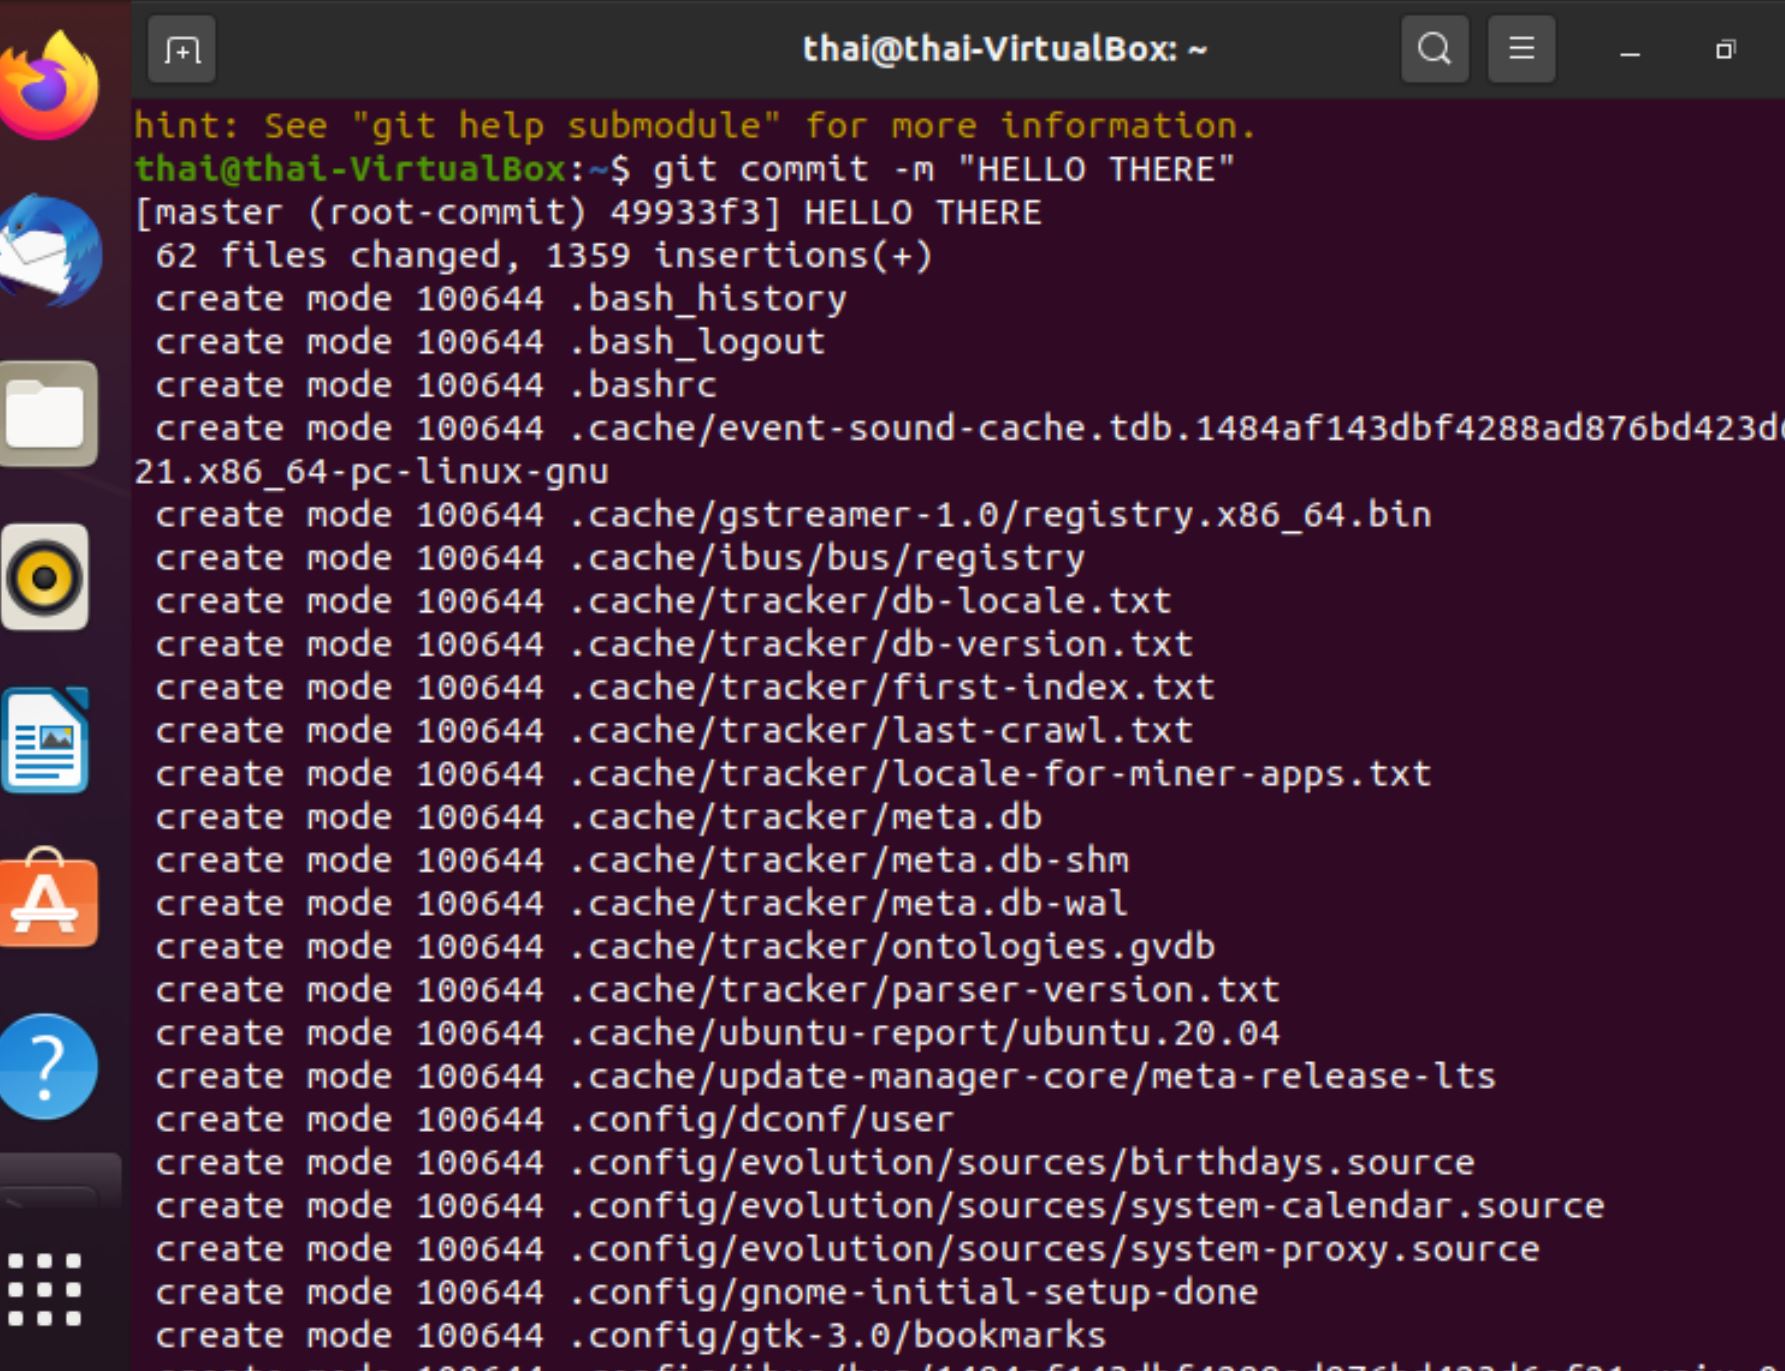 thai@thai-VirtualBox: ~
hint: See "git help submodule" for more information.
thai@thai-VirtualBox:~$ git commit -m "HELLO THERE"
[master (root-commit) 49933f3] HELLO THERE
62 files changed, 1359 insertions(+)
create mode 100644 .bash_history
create mode 100644 .bash_logout
create mode 100644 .bashrc
create mode 100644 .cache/event-sound-cache.tdb.1484af143dbf4288ad876bd423d
21.x86_64-pc-linux-gnu
create mode 100644 .cache/gstreamer-1.0/registry.x86_64.bin
create mode 100644 .cache/ibus/bus/registry
create mode 100644 .cache/tracker/db-locale.txt
create mode 100644 .cache/tracker/db-version.txt
create mode 100644 .cache/tracker/first-index.txt
create mode 100644 .cache/tracker/last-crawl.txt
create mode 100644 .cache/tracker/locale-for-miner-apps.txt
create mode 100644 .cache/tracker/meta.db
create mode 100644 .cache/tracker/meta.db-shm
create mode 100644 .cache/tracker/meta.db-wal
create mode 100644 .cache/tracker/ontologies.gvdb
create mode 100644 .cache/tracker/parser-version.txt
create mode 100644 .cache/ubuntu-report/ubuntu.20.04
create mode 100644 .cache/update-manager-core/meta-release-lts
create mode 100644 .config/dconf/user
create mode 100644 .config/evolution/sources/birthdays.source
create mode 100644 .config/evolution/sources/system-calendar.source
create mode 100644 .config/evolution/sources/system-proxy.source
create mode 100644 .config/gnome-initial-setup-done
create mode 100644 .config/gtk-3.0/bookmarks